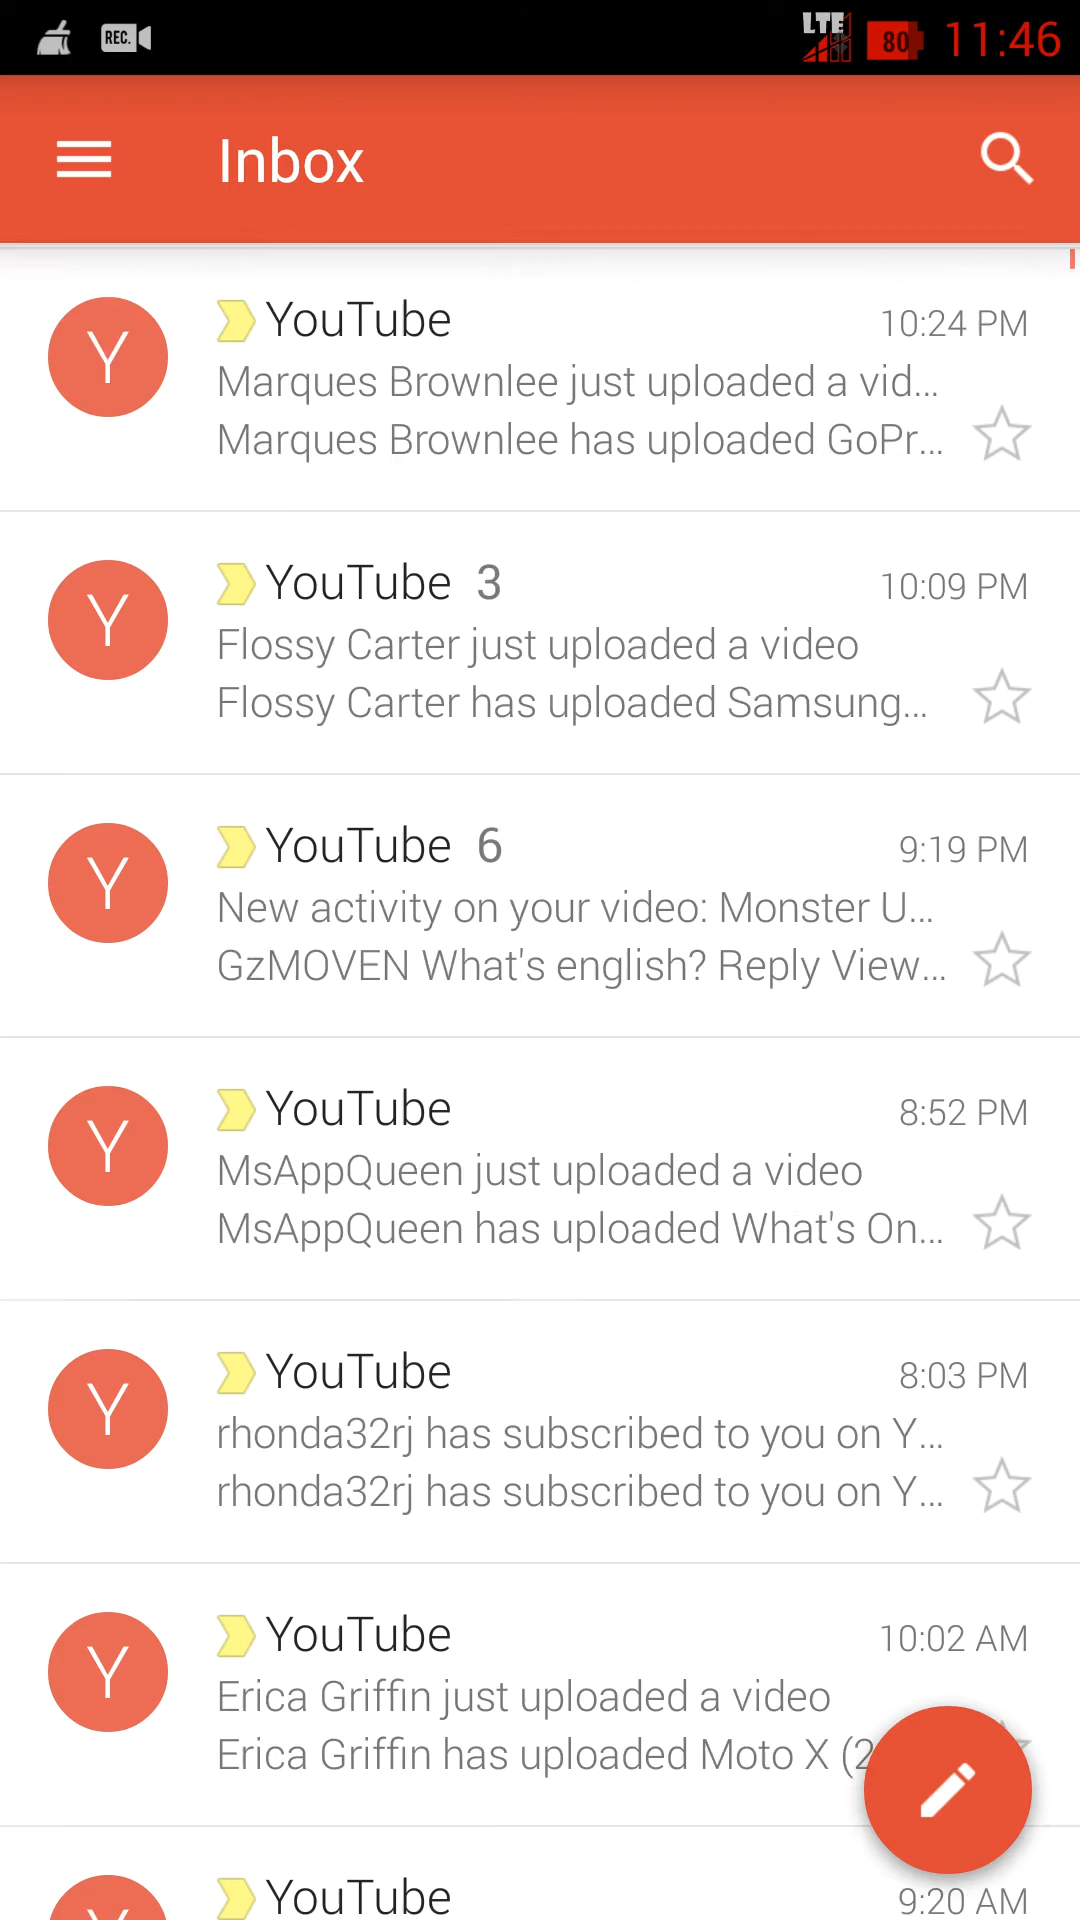 REC. LTE 80 11:46
Inbox
Y YouTube 10:24 PM
Marques Brownlee just uploaded a vid...
Marques Brownlee has uploaded GoPr...
Y YouTube 3 10:09 PM
Flossy Carter just uploaded a video
Flossy Carter has uploaded Samsung...
Y YouTube 6 9:19 PM
New activity on your video: Monster U...
GzMOVEN What's english? Reply View...
Y YouTube 8:52 PM
MsAppQueen just uploaded a video
MsAppQueen has uploaded What's On...
Y YouTube 8:03 PM
rhonda32rj has subscribed to you on Y...
rhonda32rj has subscribed to you on Y...
Y YouTube 10:02 AM
Erica Griffin just uploaded a video
Erica Griffin has uploaded Moto X (2
Y YouTube 9:20 AM